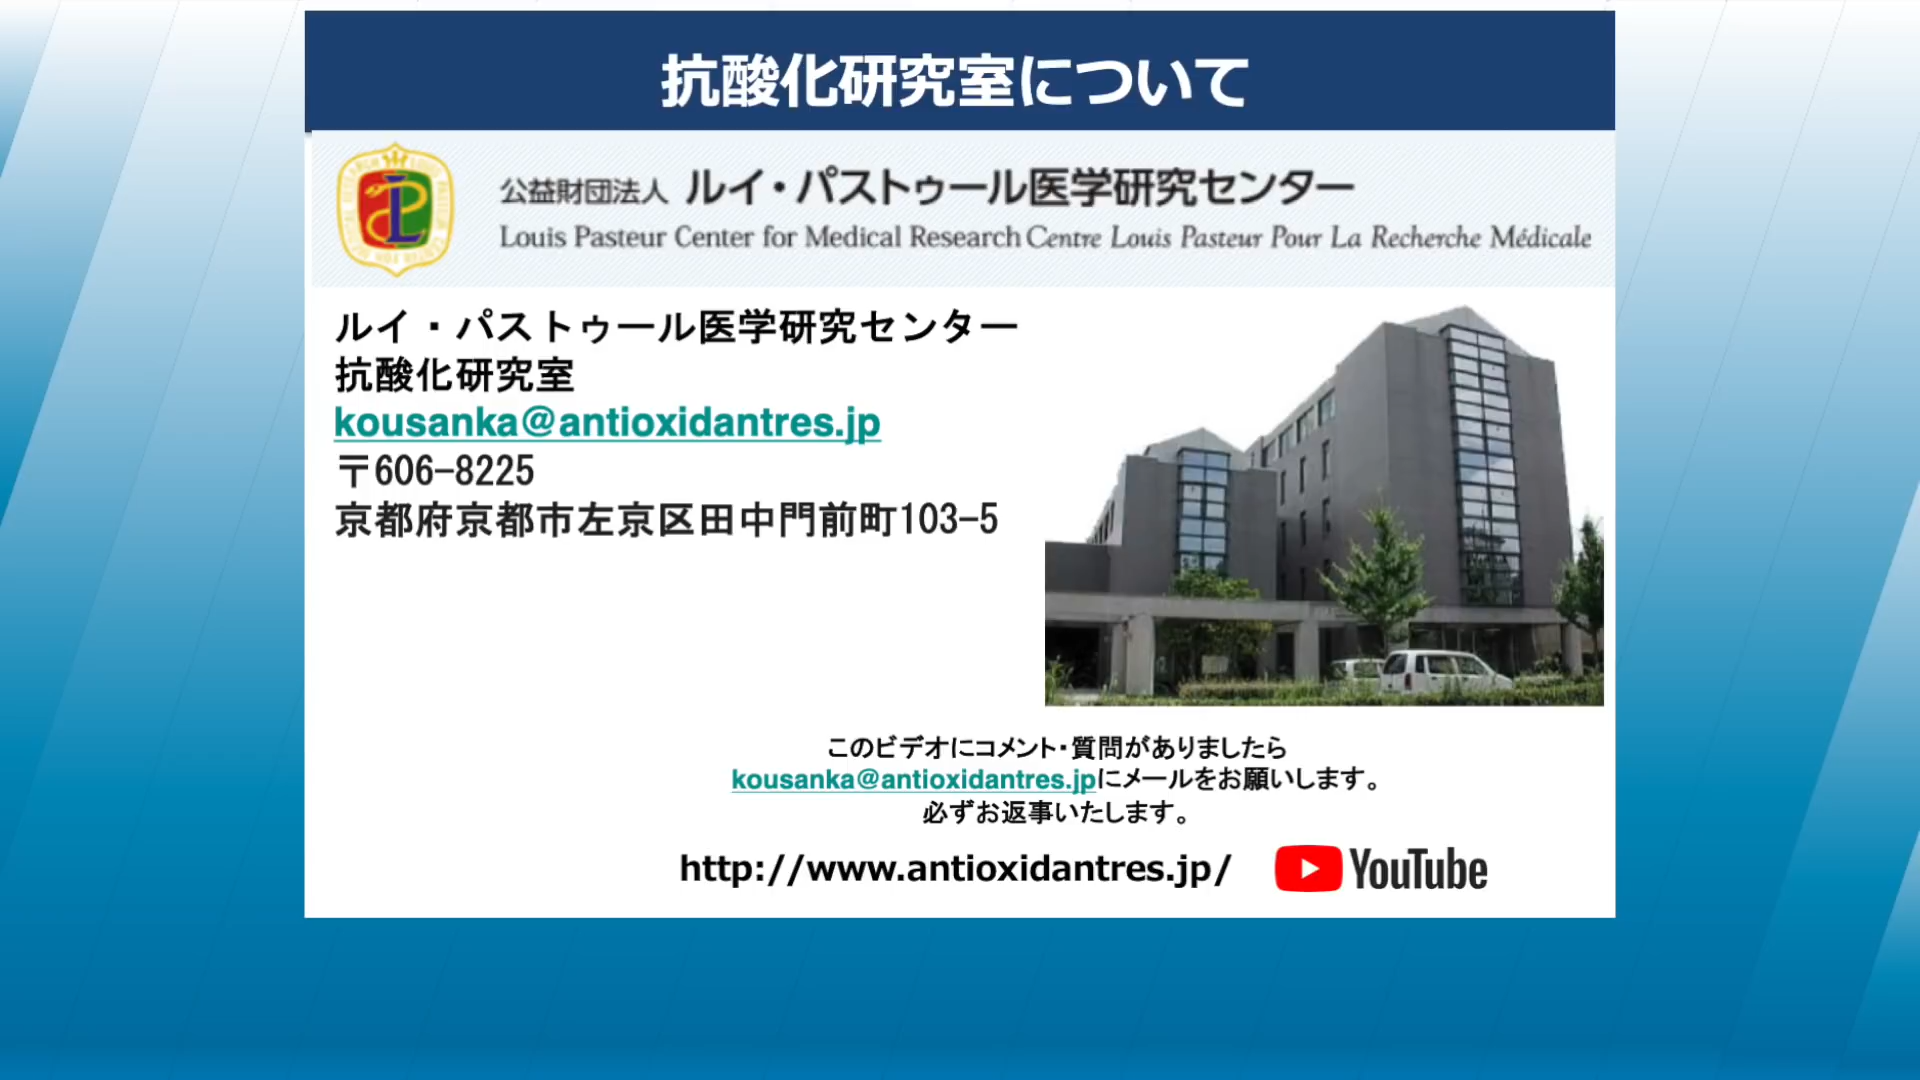 抗酸化研究室について
公益財団法人 ルイ・パストゥール医学研究センター
Louis Pasteur Center for Medical Research Centre Louis Pasteur Pour La Recherche Médicale
ルイ・パストゥール医学研究センター
抗酸化研究室
kousanka@antioxidantres.jp
〒606-8225
京都府京都市左京区田中門前町103-5
このビデオにコメント・質問がありましたら
kousanka@antioxidantres.jpにメールをお願いします。
必ずお返事いたします。
http://www.antioxidantres.jp/ YouTube